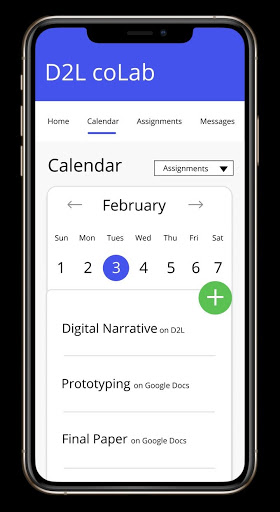 D2L coLab
Home Calendar Assignments Messages
Calendar
Assignments
February
Sun Mon Tues Wed Thu Fri Sat
1 2 3 4 5 6 7
Digital Narrative on D2L
Prototyping on Google Docs
Final Paper on Google Docs